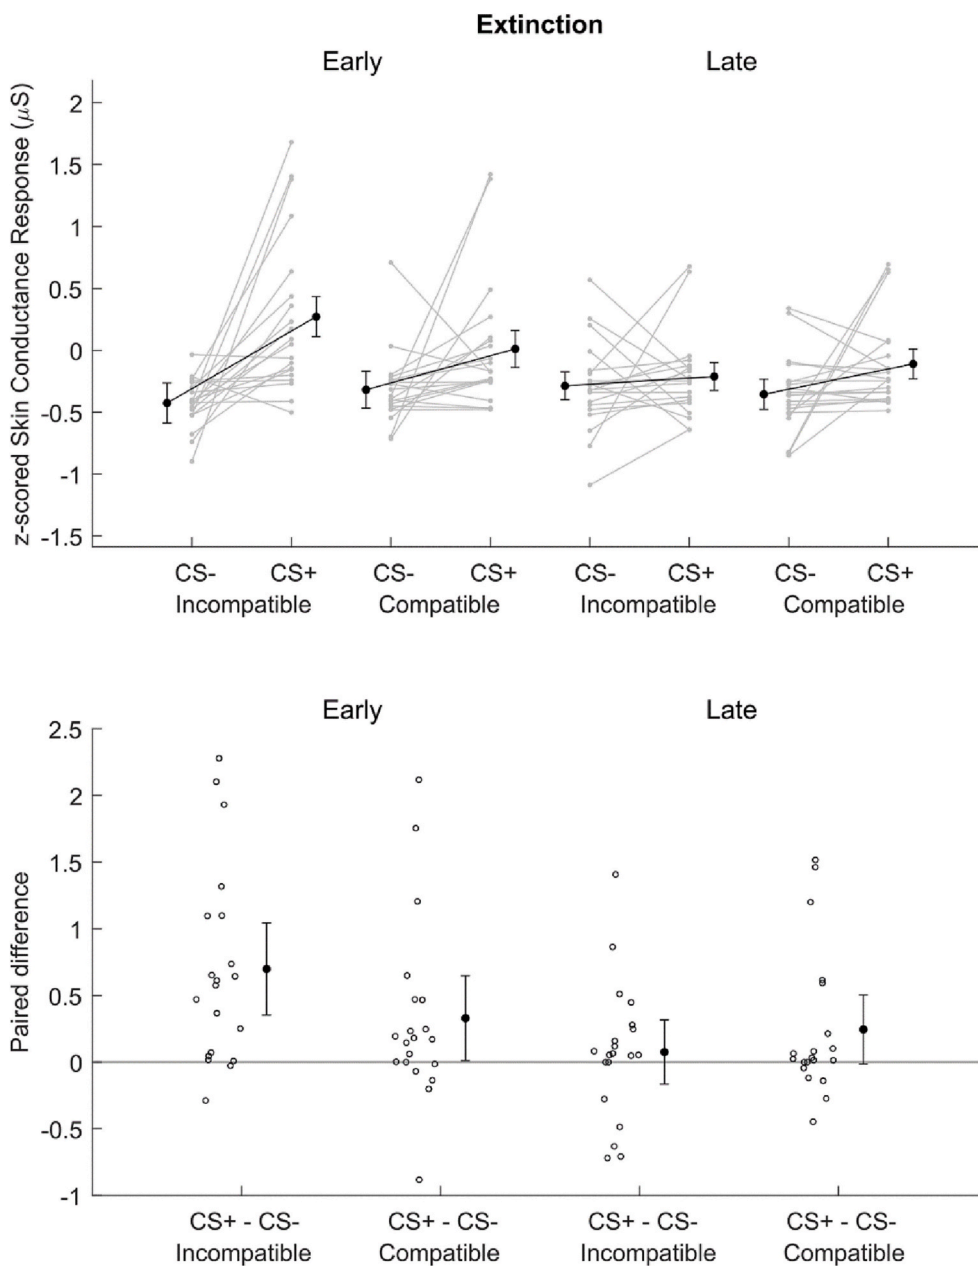 Extinction
Early Late
z-scored Skin Conductance Response (μS)
2
1.5
1
0.5
0
-0.5
-1
-1.5
CS- CS+ CS- CS+ CS- CS+ CS- CS+
Incompatible Compatible Incompatible Compatible
Early Late
Paired difference
2.5
2
1.5
1
0.5
0
-0.5
-1
CS+ - CS- CS+ - CS- CS+ - CS- CS+ - CS-
Incompatible Compatible Incompatible Compatible